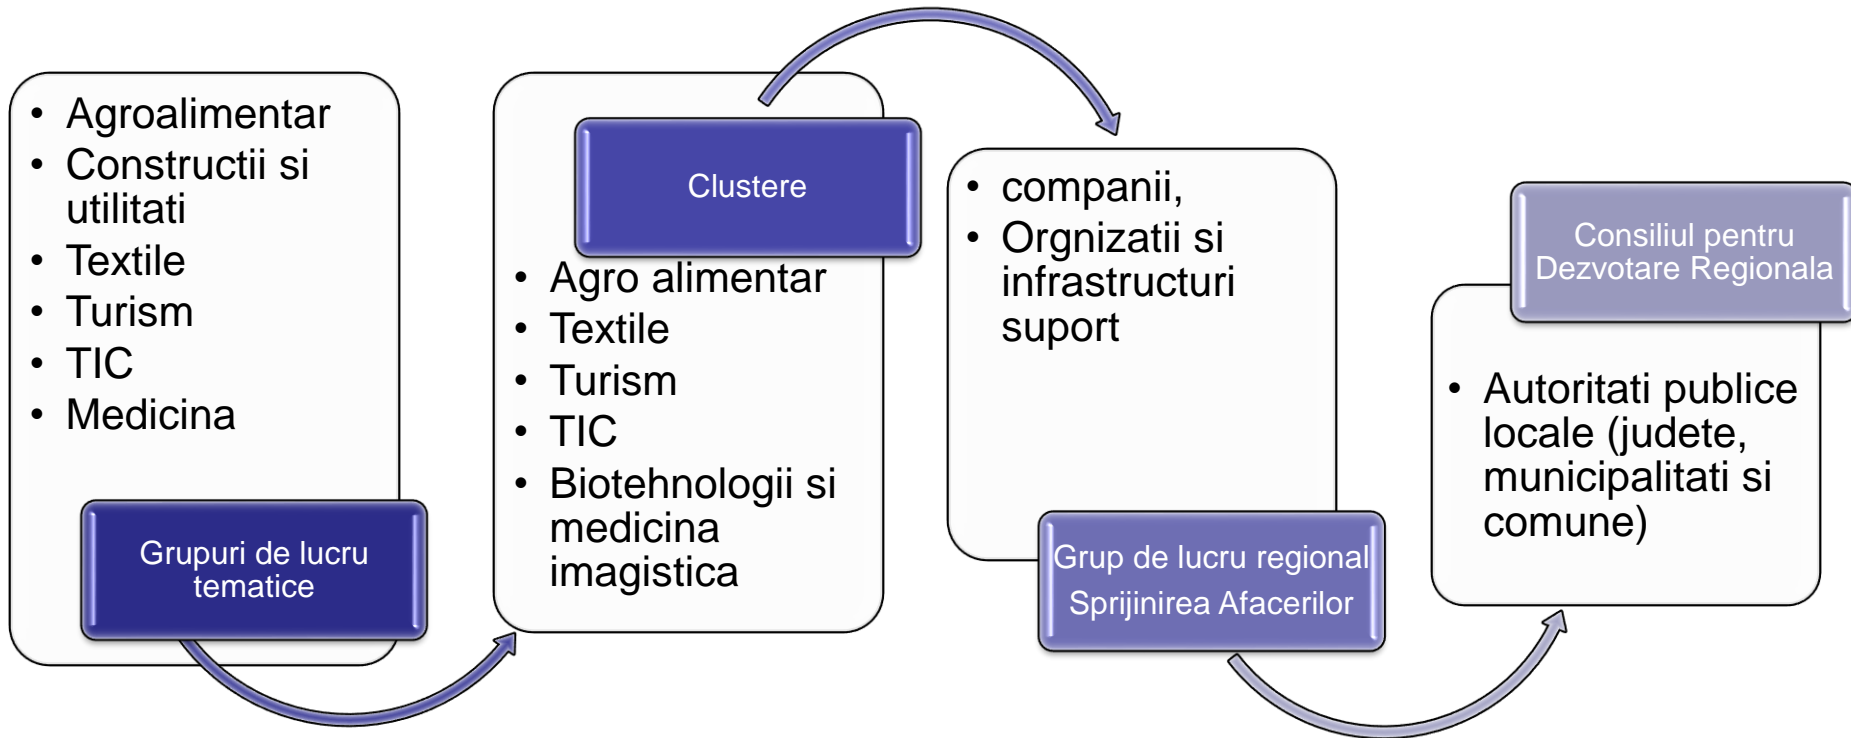 • Agroalimentar
• Constructii si
utilitati
• Textile
• Turism
• TIC
• Medicina
Grupuri de lucru
tematice
Clustere
• Agro alimentar
• Textile
• Turism
• TIC
• Biotehnologii si
medicina
imagistica
• companii,
• Orgnizatii si
infrastructuri
suport
Grup de lucru regional
Sprijinirea Afacerilor
Consiliul pentru
Dezvotare Regionala
• Autoritati publice
locale (judete,
municipalitati si
comune)